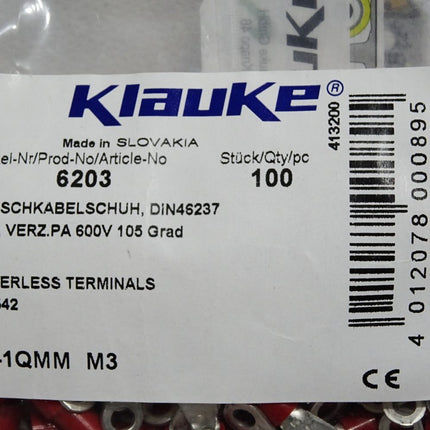 Klauke®
Made in SLOVAKIA
el-Nr/Prod-No/Article-No
Stück/Qty/pc
6203
100
SCHKABELSCHUH, DIN46237
VERZ.PA 600V 105 Grad
ERLESS TERMINALS
642
-1QMM M3
CE
413200
4 012078 000895